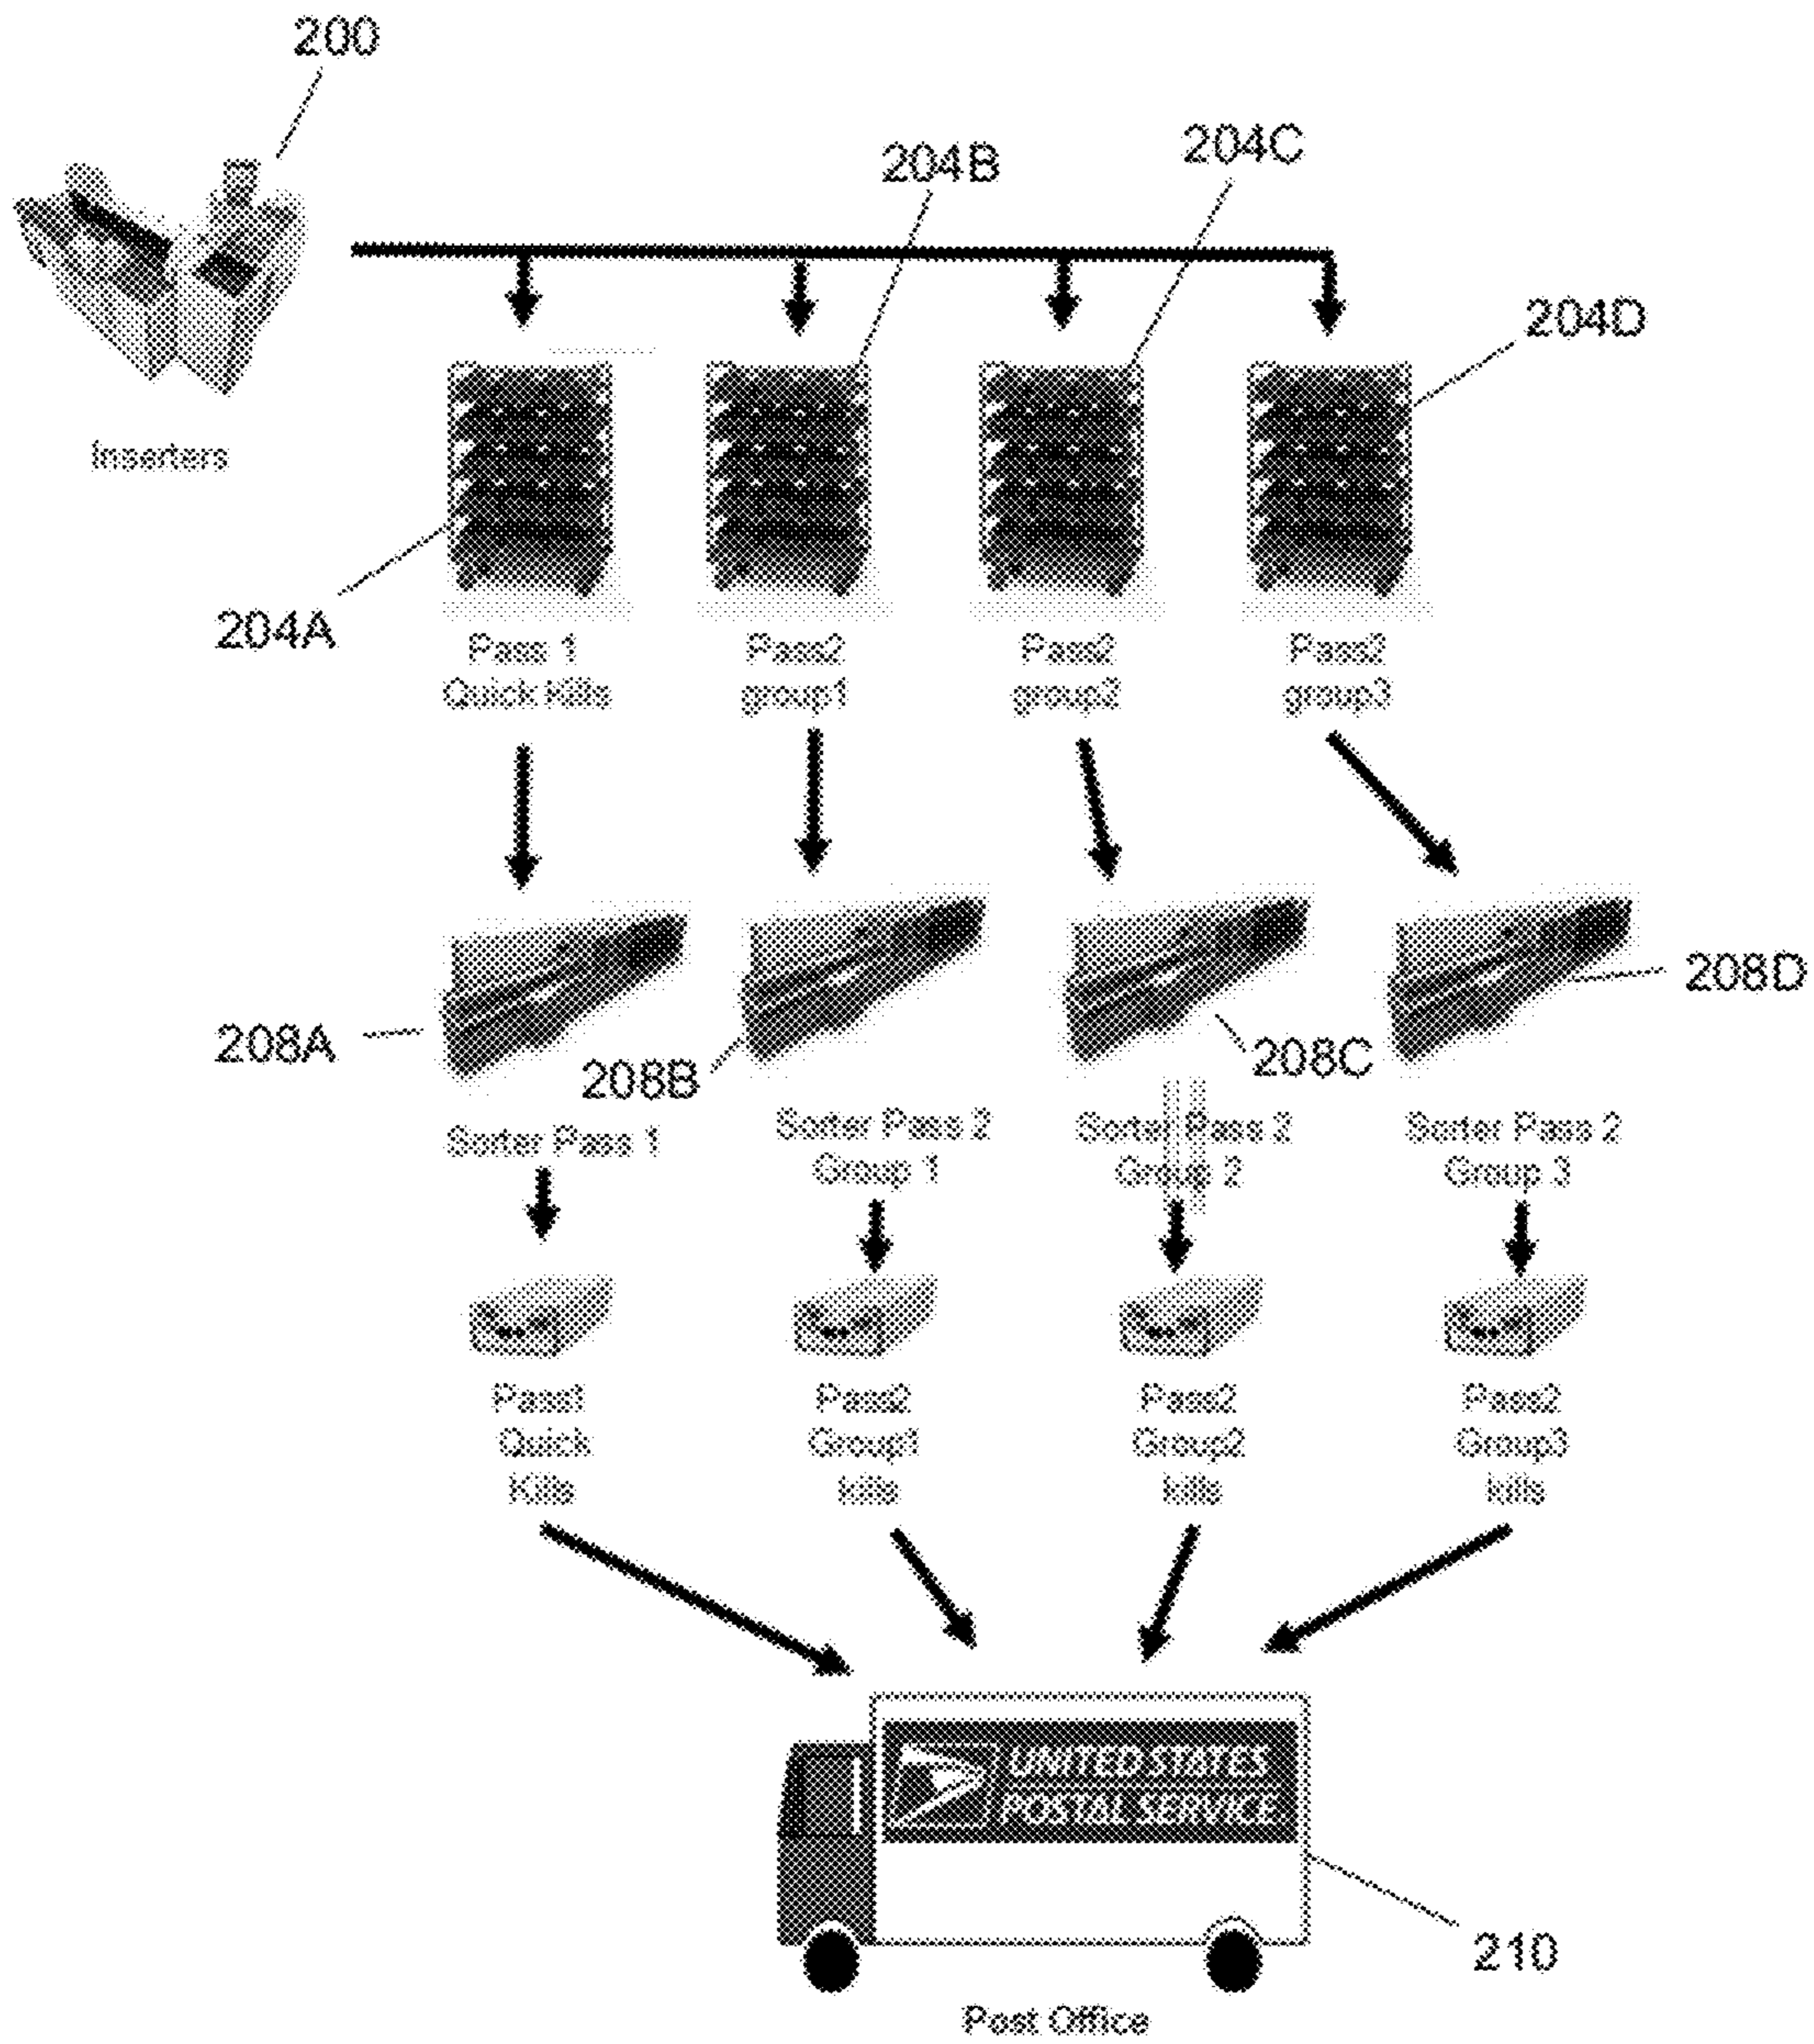 200
204B
204C
204D
Inserters
204A
Pass 1
Quick Kills
Pass2
group1
Pass2
group2
Pass2
group3
208A
208B
208C
208D
Sorter Pass 1
Sorter Pass 2
Group 1
Sorter Pass 2
Group 2
Sorter Pass 2
Group 3
Pass1
Quick
Kills
Pass2
Group1
kills
Pass2
Group2
kills
Pass2
Group3
kills
UNITED STATES
POSTAL SERVICE
210
Post Office